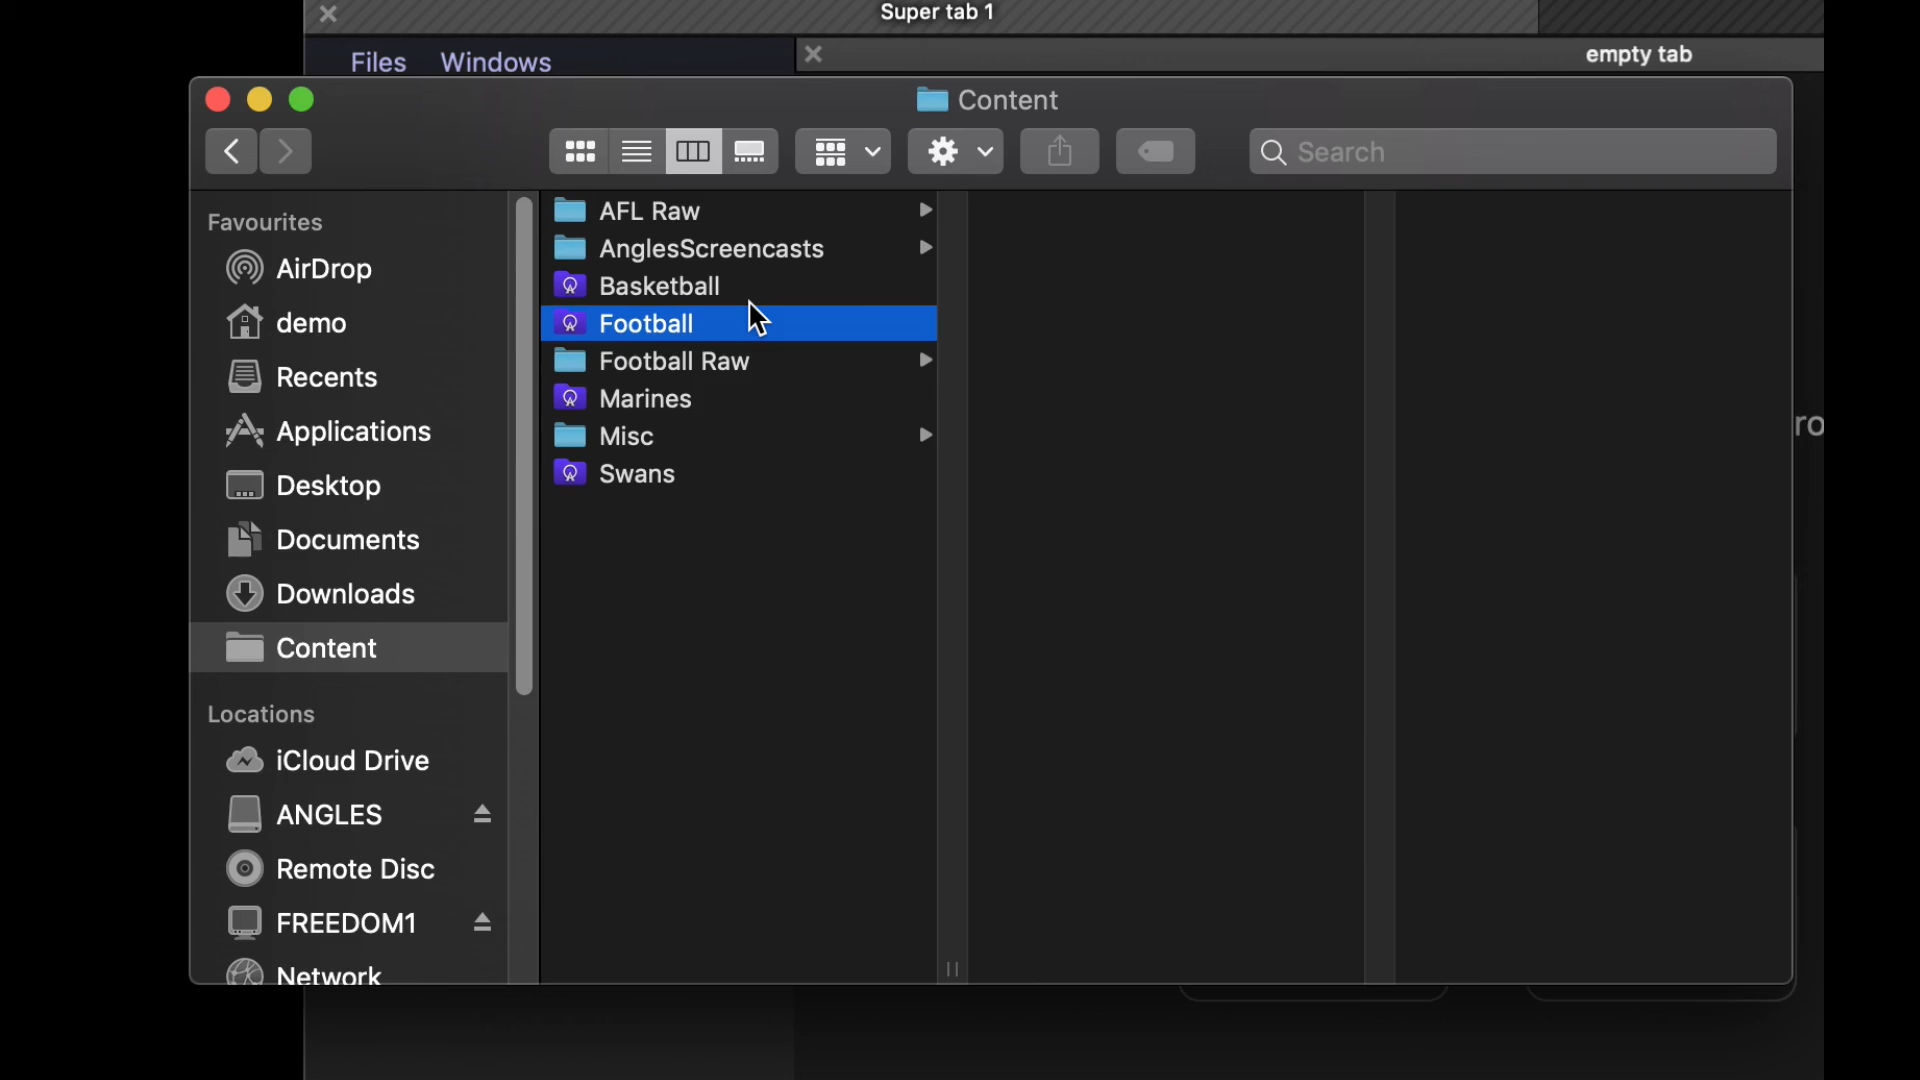 Super tab 1
Files Windows
empty tab
Content
Search
Favourites
AirDrop
demo
Recents
Applications
Desktop
Documents
Downloads
Content
Locations
iCloud Drive
ANGLES
Remote Disc
FREEDOM1
Network
AFL Raw
AnglesScreencasts
Basketball
Football
Football Raw
Marines
Misc
Swans
ro